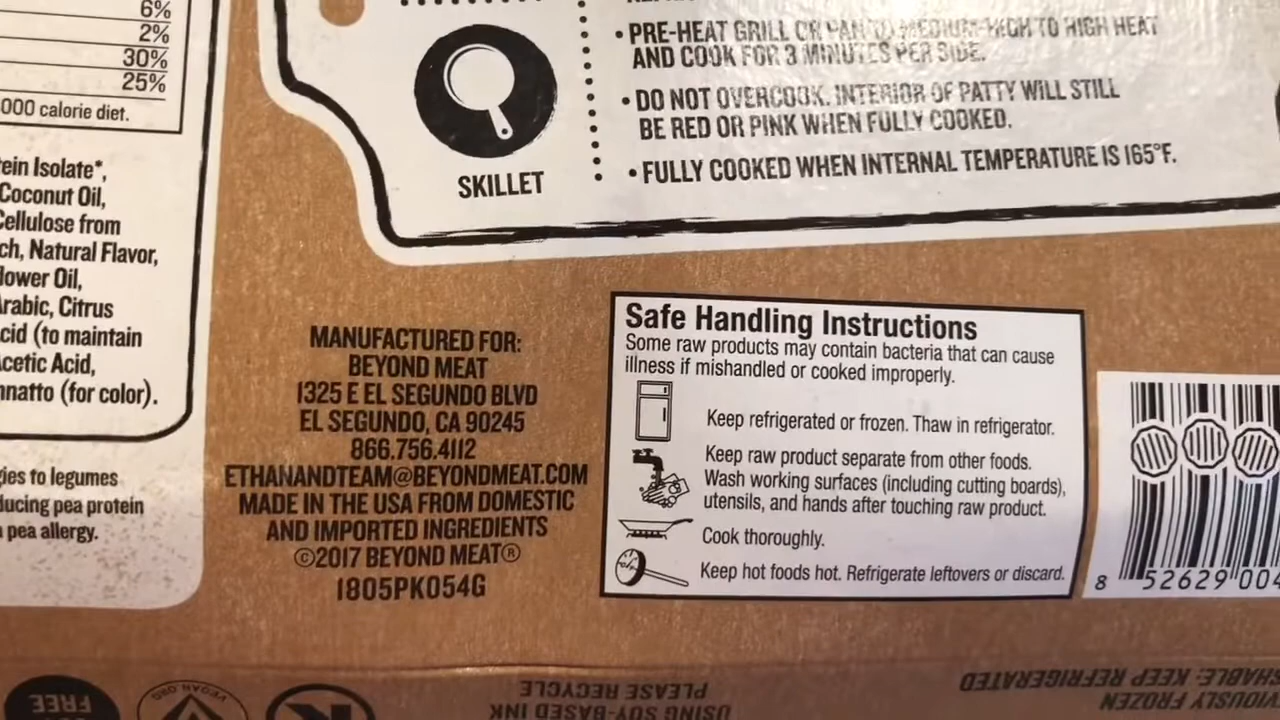 6%
2%
30%
25%
000 calorie diet.
ein Isolate*,
Coconut Oil,
Cellulose from
ch, Natural Flavor,
lower Oil,
rabic, Citrus
cid (to maintain
Acetic Acid,
nnatto (for color).
gies to legumes
ducing pea protein
pea allergy.
SKILLET
• PRE-HEAT GRILL OR PAN TO MEDIUM-HIGH TO HIGH HEAT
AND COOK FOR 3 MINUTES PER SIDE.
• DO NOT OVERCOOK. INTERIOR OF PATTY WILL STILL
BE RED OR PINK WHEN FULLY COOKED.
• FULLY COOKED WHEN INTERNAL TEMPERATURE IS 165°F.
MANUFACTURED FOR:
BEYOND MEAT
1325 E EL SEGUNDO BLVD
EL SEGUNDO, CA 90245
866.756.4112
ETHANANDTEAM@BEYONDMEAT.COM
MADE IN THE USA FROM DOMESTIC
AND IMPORTED INGREDIENTS
©2017 BEYOND MEAT®
1805PK054G
Safe Handling Instructions
Some raw products may contain bacteria that can cause
illness if mishandled or cooked improperly.
Keep refrigerated or frozen. Thaw in refrigerator.
Keep raw product separate from other foods.
Wash working surfaces (including cutting boards),
utensils, and hands after touching raw product.
Cook thoroughly.
Keep hot foods hot. Refrigerate leftovers or discard.
8 52629 004
FREE
VEGAN.ORG
K
PLEASE RECYCLE
USING SOY-BASED INK
VIOUSLY FROZEN
SHABLE. KEEP REFRIGERATED